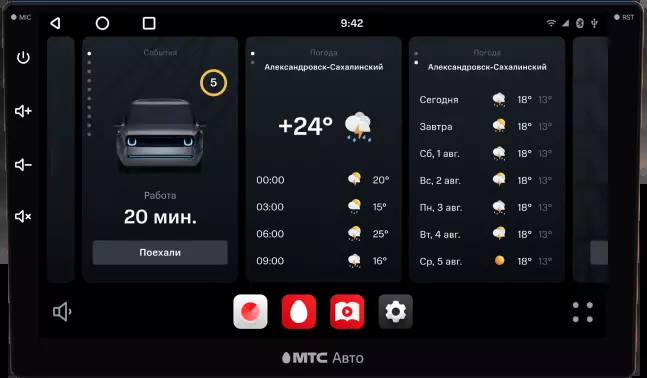 MIC
9:42
RST
События
5
Работа
20 мин.
Поехали
Погода
Александровск-Сахалинский
+24°
00:00 20°
03:00 15°
06:00 25°
09:00 16°
Погода
Александровск-Сахалинский
Сегодня 18° 13°
Завтра 18° 13°
Сб, 1 авг. 18° 13°
Вс, 2 авг. 18° 13°
Пн, 3 авг. 18° 13°
Вт, 4 авг. 18° 13°
Ср, 5 авг. 18° 13°
МТС Авто